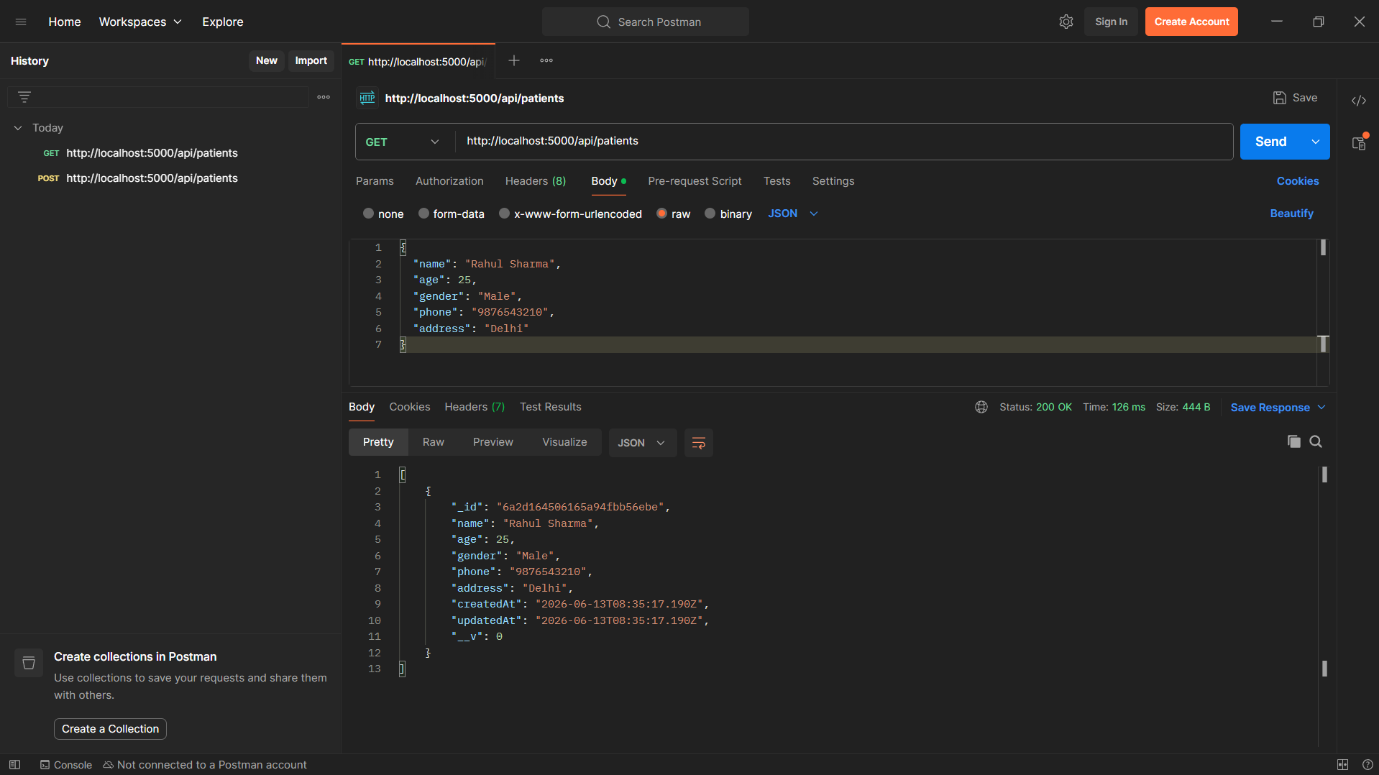 Home Workspaces Explore Search Postman Sign In Create Account
History New Import
GET http://localhost:5000/api/
HTTP http://localhost:5000/api/patients Save
Today
GET http://localhost:5000/api/patients
POST http://localhost:5000/api/patients
GET http://localhost:5000/api/patients Send
Params Authorization Headers (8) Body Pre-request Script Tests Settings Cookies
none form-data x-www-form-urlencoded raw binary JSON Beautify
1 {
2 "name": "Rahul Sharma",
3 "age": 25,
4 "gender": "Male",
5 "phone": "9876543210",
6 "address": "Delhi"
7 }
Body Cookies Headers (7) Test Results Status: 200 OK Time: 126 ms Size: 444 B Save Response
Pretty Raw Preview Visualize JSON
1 [
2 {
3 "_id": "6a2d164506165a94fbb56ebe",
4 "name": "Rahul Sharma",
5 "age": 25,
6 "gender": "Male",
7 "phone": "9876543210",
8 "address": "Delhi",
9 "createdAt": "2026-06-13T08:35:17.190Z",
10 "updatedAt": "2026-06-13T08:35:17.190Z",
11 "__v": 0
12 }
13 ]
Create collections in Postman
Use collections to save your requests and share them
with others.
Create a Collection
Console Not connected to a Postman account